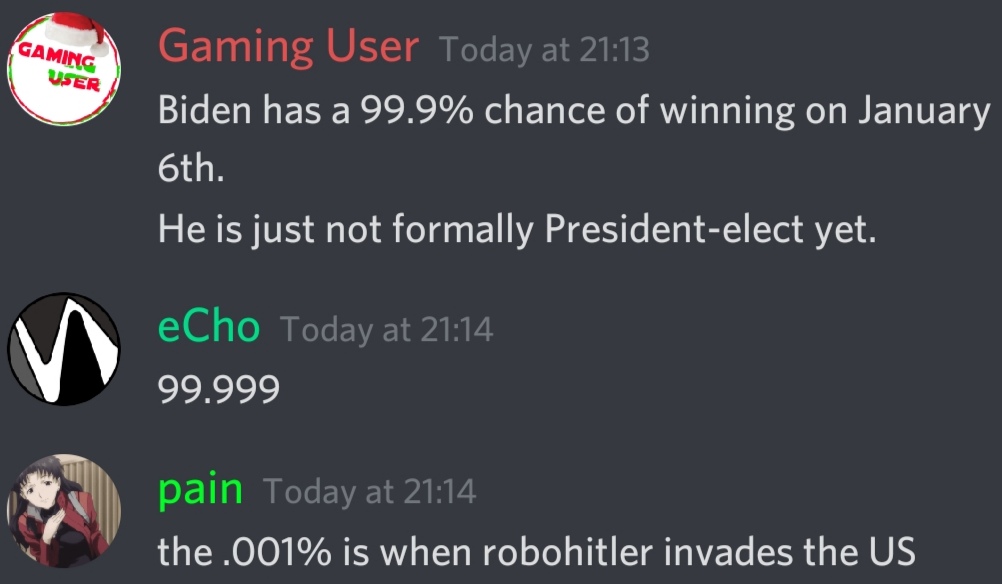 GAMING
USER
Gaming User Today at 21:13
Biden has a 99.9% chance of winning on January
6th.
He is just not formally President-elect yet.
eCho Today at 21:14
99.999
pain Today at 21:14
the .001% is when robohitler invades the US